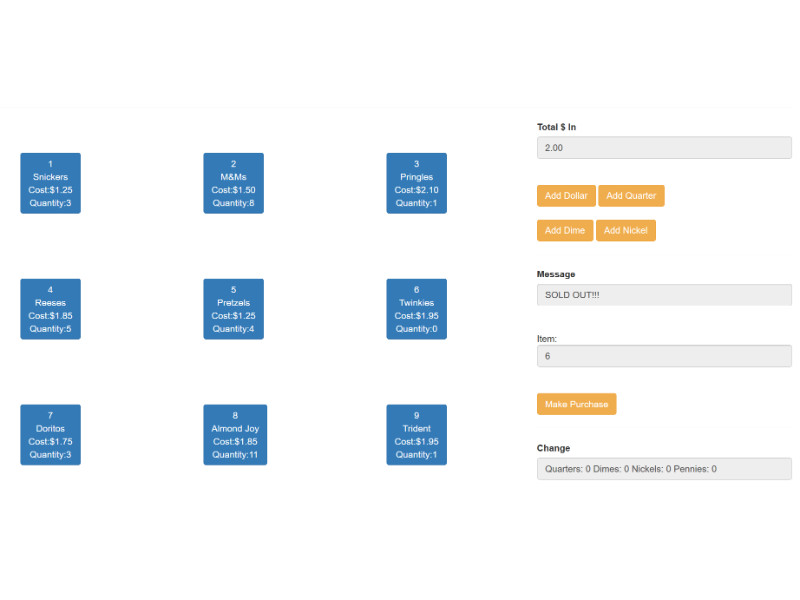 1
Snickers
Cost:$1.25
Quantity:3
2
M&Ms
Cost:$1.50
Quantity:8
3
Pringles
Cost:$2.10
Quantity:1
4
Reeses
Cost:$1.85
Quantity:5
5
Pretzels
Cost:$1.25
Quantity:4
6
Twinkies
Cost:$1.95
Quantity:0
7
Doritos
Cost:$1.75
Quantity:3
8
Almond Joy
Cost:$1.85
Quantity:11
9
Trident
Cost:$1.95
Quantity:1
Total $ In
2.00
Add Dollar Add Quarter
Add Dime Add Nickel
Message
SOLD OUT!!!
Item:
6
Make Purchase
Change
Quarters: 0 Dimes: 0 Nickels: 0 Pennies: 0